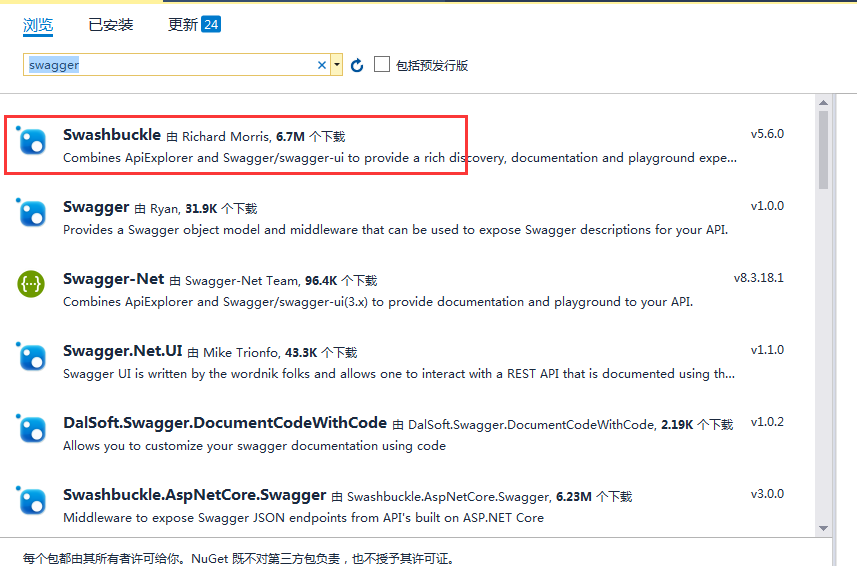 浏览 已安装 更新 24
swagger 包括预发行版
Swashbuckle 由 Richard Morris, 6.7M 个下载 v5.6.0
Combines ApiExplorer and Swagger/swagger-ui to provide a rich discovery, documentation and playground expe...
Swagger 由 Ryan, 31.9K 个下载 v1.0.0
Provides a Swagger object model and middleware that can be used to expose Swagger descriptions for your API.
Swagger-Net 由 Swagger-Net Team, 96.4K 个下载 v8.3.18.1
Combines ApiExplorer and Swagger/swagger-ui(3.x) to provide documentation and playground to your API.
Swagger.Net.UI 由 Mike Trionfo, 43.3K 个下载 v1.1.0
Swagger UI is written by the wordnik folks and allows one to interact with a REST API that is documented using th...
DalSoft.Swagger.DocumentCodeWithCode 由 DalSoft.Swagger.DocumentCodeWithCode, 2.19K 个下载 v1.0.2
Allows you to customize your swagger documentation using code
Swashbuckle.AspNetCore.Swagger 由 Swashbuckle.AspNetCore.Swagger, 6.23M 个下载 v3.0.0
Middleware to expose Swagger JSON endpoints from API's built on ASP.NET Core
每个包都由其所有者许可给你。NuGet 既不对第三方包负责，也不授予其许可证。